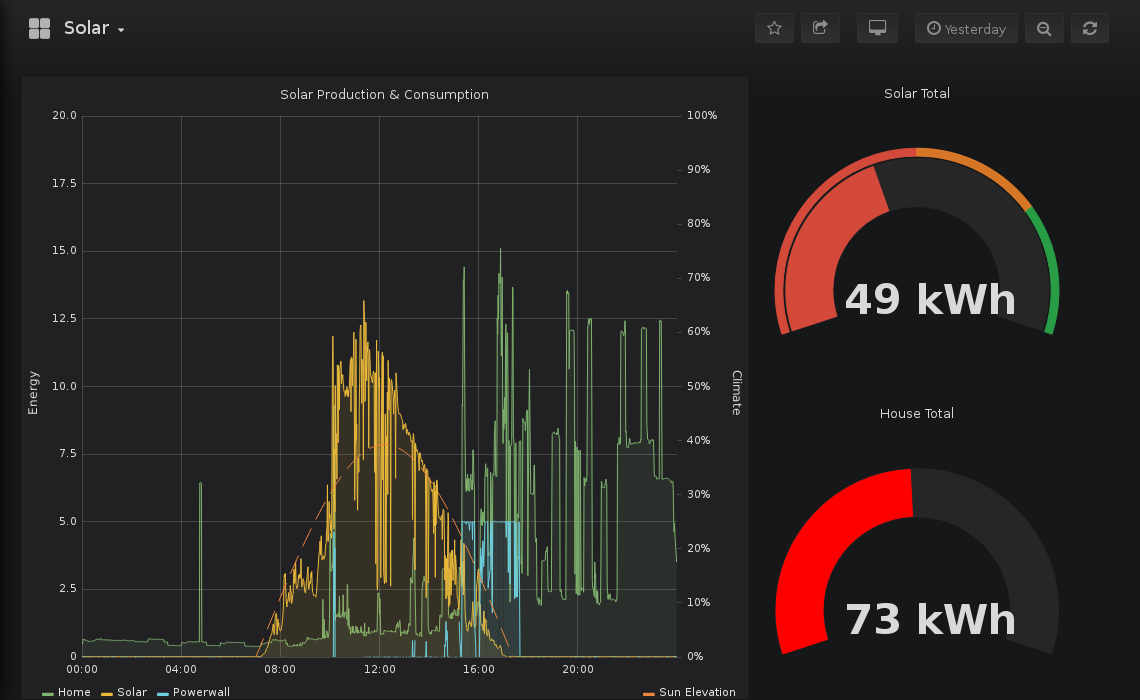 Solar
Yesterday
Solar Production & Consumption
20.0
17.5
15.0
12.5
10.0
7.5
5.0
2.5
0
Energy
100%
90%
80%
70%
60%
50%
40%
30%
20%
10%
0%
Climate
00:00 04:00 08:00 12:00 16:00 20:00
Home Solar Powerwall Sun Elevation
Solar Total
49 kWh
House Total
73 kWh